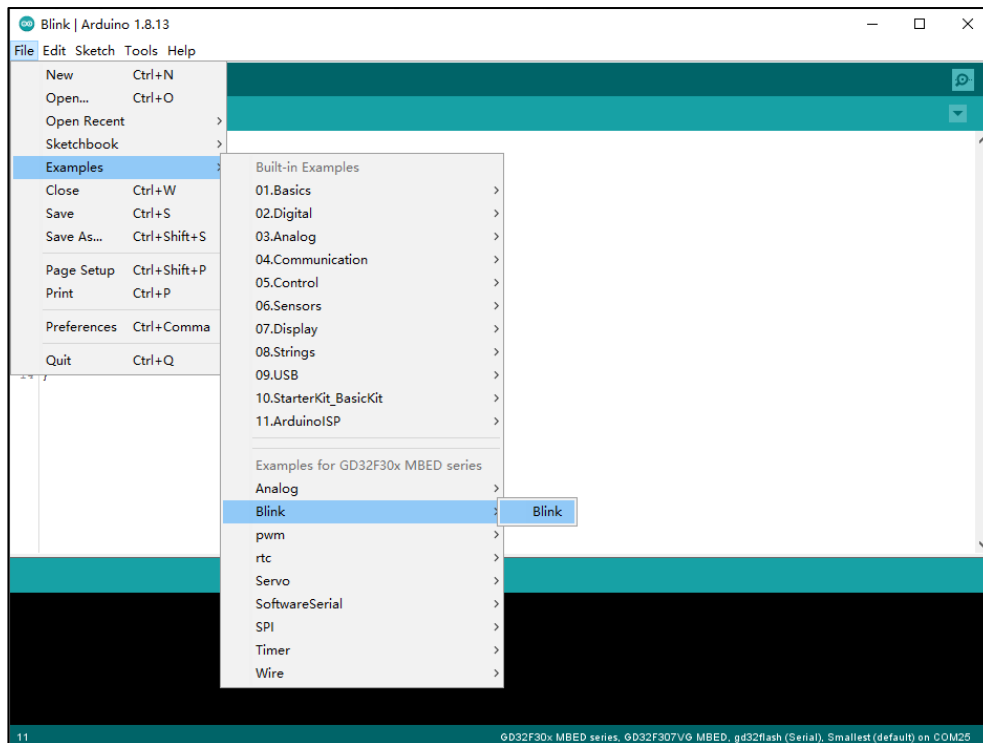 Blink | Arduino 1.8.13
File Edit Sketch Tools Help
New Ctrl+N
Open... Ctrl+O
Open Recent
Sketchbook
Examples
Close Ctrl+W
Save Ctrl+S
Save As... Ctrl+Shift+S
Page Setup Ctrl+Shift+P
Print Ctrl+P
Preferences Ctrl+Comma
Quit Ctrl+Q
Built-in Examples
01.Basics
02.Digital
03.Analog
04.Communication
05.Control
06.Sensors
07.Display
08.Strings
09.USB
10.StarterKit_BasicKit
11.ArduinoISP
Examples for GD32F30x MBED series
Analog
Blink
pwm
rtc
Servo
SoftwareSerial
SPI
Timer
Wire
Blink
11 GD32F30x MBED series, GD32F307VG MBED, gd32flash (Serial), Smallest (default) on COM25